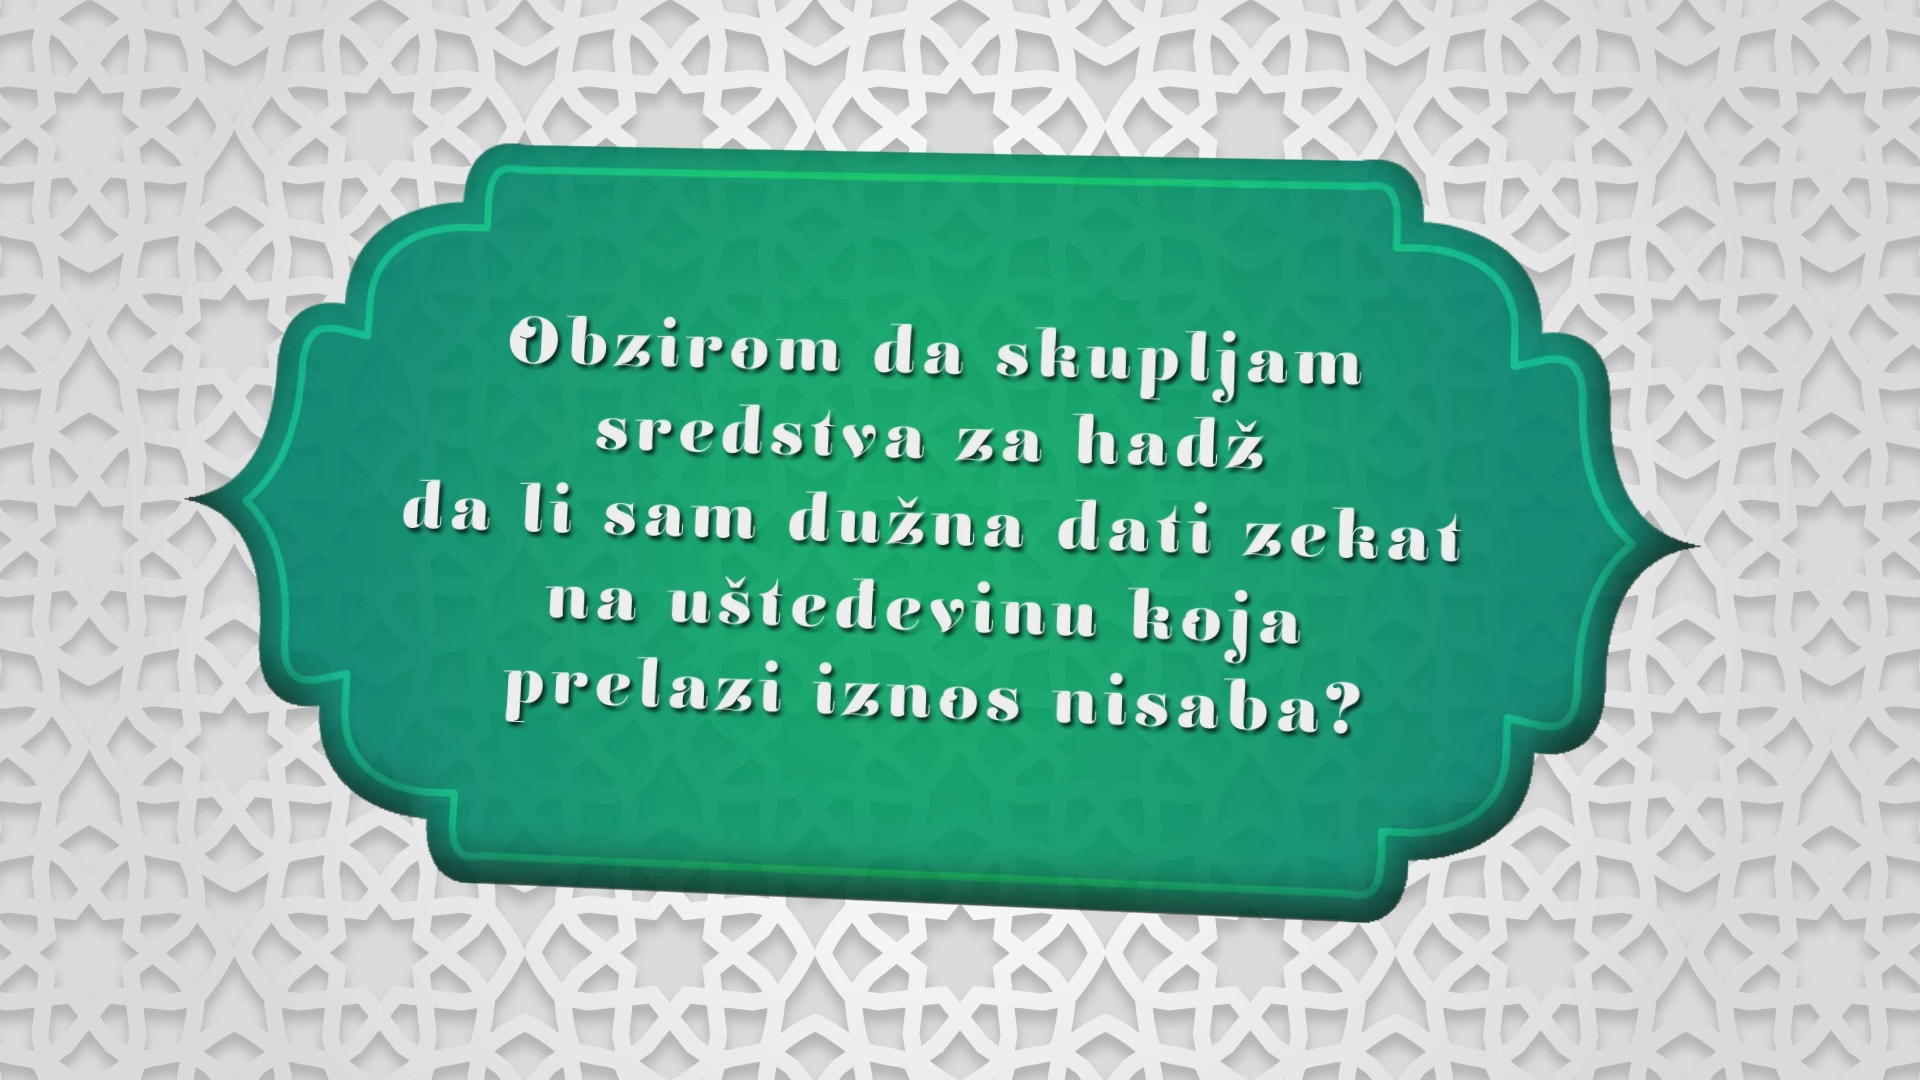 Obzirom da skupljam
sredstva za hadž
da li sam dužna dati zekat
na ušteđevinu koja
prelazi iznos nisaba?